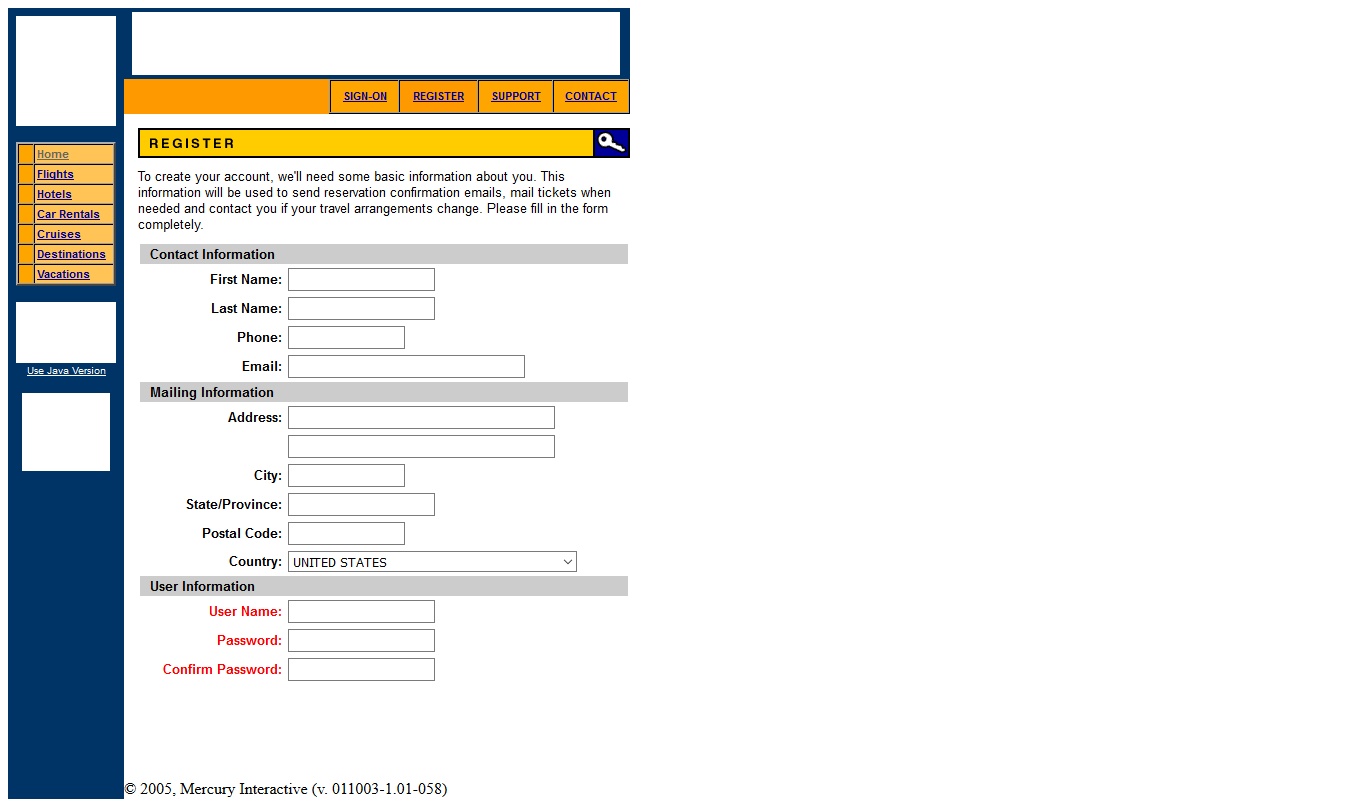 SIGN-ON REGISTER SUPPORT CONTACT
Home
Flights
Hotels
Car Rentals
Cruises
Destinations
Vacations
Use Java Version
REGISTER
To create your account, we'll need some basic information about you. This
information will be used to send reservation confirmation emails, mail tickets when
needed and contact you if your travel arrangements change. Please fill in the form
completely.
Contact Information
First Name:
Last Name:
Phone:
Email:
Mailing Information
Address:
City:
State/Province:
Postal Code:
Country: UNITED STATES
User Information
User Name:
Password:
Confirm Password:
© 2005, Mercury Interactive (v. 011003-1.01-058)